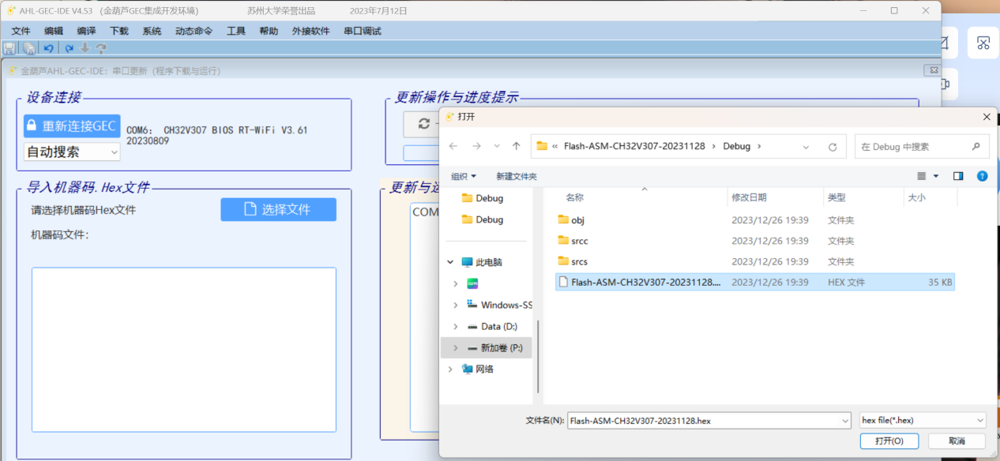 AHL-GEC-IDE V4.53 (金葫芦GEC集成开发环境) 苏州大学荣誉出品 2023年7月12日
文件 编辑 编译 下载 系统 动态命令 工具 帮助 外接软件 串口调试
金葫芦AHL-GEC-IDE: 串口更新 (程序下载与运行)
设备连接
重新连接GEC
COM6: CH32V307 BIOS RT-WiFi V3.61
20230809
自动搜索
导入机器码.Hex文件
请选择机器码Hex文件
选择文件
机器码文件:
更新操作与进度提示
更新与运
COM
打开
« Flash-ASM-CH32V307-20231128 › Debug ›
在 Debug 中搜索
组织 新建文件夹
Debug
Debug
此电脑
Windows-SS
Data (D:)
新加卷 (P:)
网络
名称 修改日期 类型 大小
obj 2023/12/26 19:39 文件夹
srcc 2023/12/26 19:39 文件夹
srcs 2023/12/26 19:39 文件夹
Flash-ASM-CH32V307-20231128.... 2023/12/26 19:39 HEX 文件 35 KB
文件名(N): Flash-ASM-CH32V307-20231128.hex hex file(*.hex)
打开(O) 取消